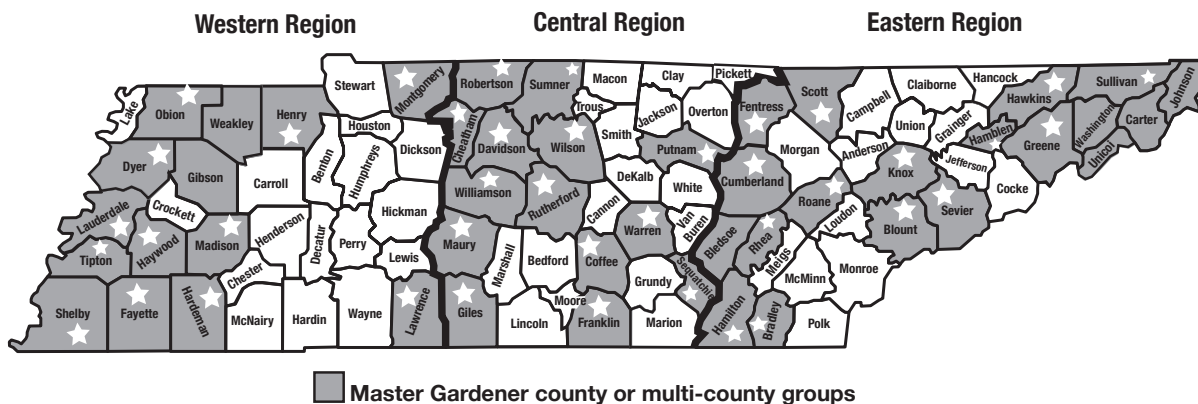 Western Region
Central Region
Eastern Region
Lake
Obion
Weakley
Henry
Stewart
Montgomery
Robertson
Sumner
Macon
Clay
Pickett
Fentress
Scott
Campbell
Claiborne
Hancock
Hawkins
Sullivan
Johnson
Houston
Cheatham
Davidson
Wilson
Trous
Smith
Jackson
Overton
Putnam
Morgan
Anderson
Union
Grainger
Hamblen
Greene
Washington
Unicoi
Carter
Dyer
Gibson
Carroll
Benton
Humphreys
Dickson
Williamson
Rutherford
Cannon
DeKalb
White
Cumberland
Roane
Loudon
Knox
Jefferson
Cocke
Sevier
Blount
Lauderdale
Crockett
Haywood
Madison
Henderson
Decatur
Perry
Hickman
Lewis
Maury
Marshall
Bedford
Coffee
Warren
Van
Buren
Bledsoe
Rhea
Meigs
McMinn
Monroe
Tipton
Chester
Grundy
Sequatchie
Shelby
Fayette
Hardeman
McNairy
Hardin
Wayne
Lawrence
Giles
Lincoln
Moore
Franklin
Marion
Hamilton
Bradley
Polk
Master Gardener county or multi-county groups